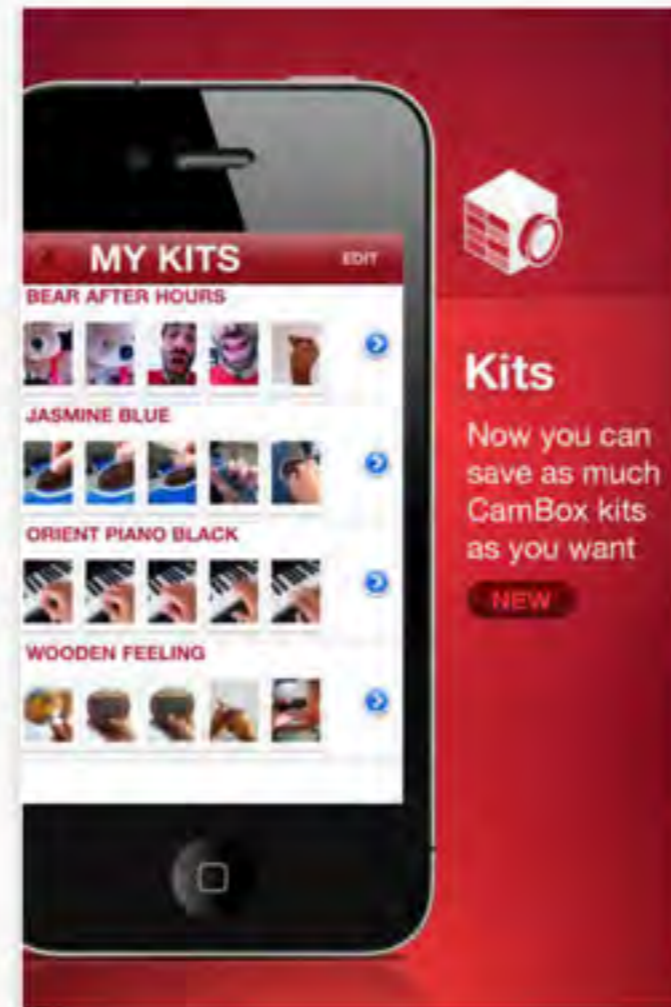 MY KITS
EDIT
BEAR AFTER HOURS
JASMINE BLUE
ORIENT PIANO BLACK
WOODEN FEELING
Kits
Now you can
save as much
CamBox kits
as you want
NEW